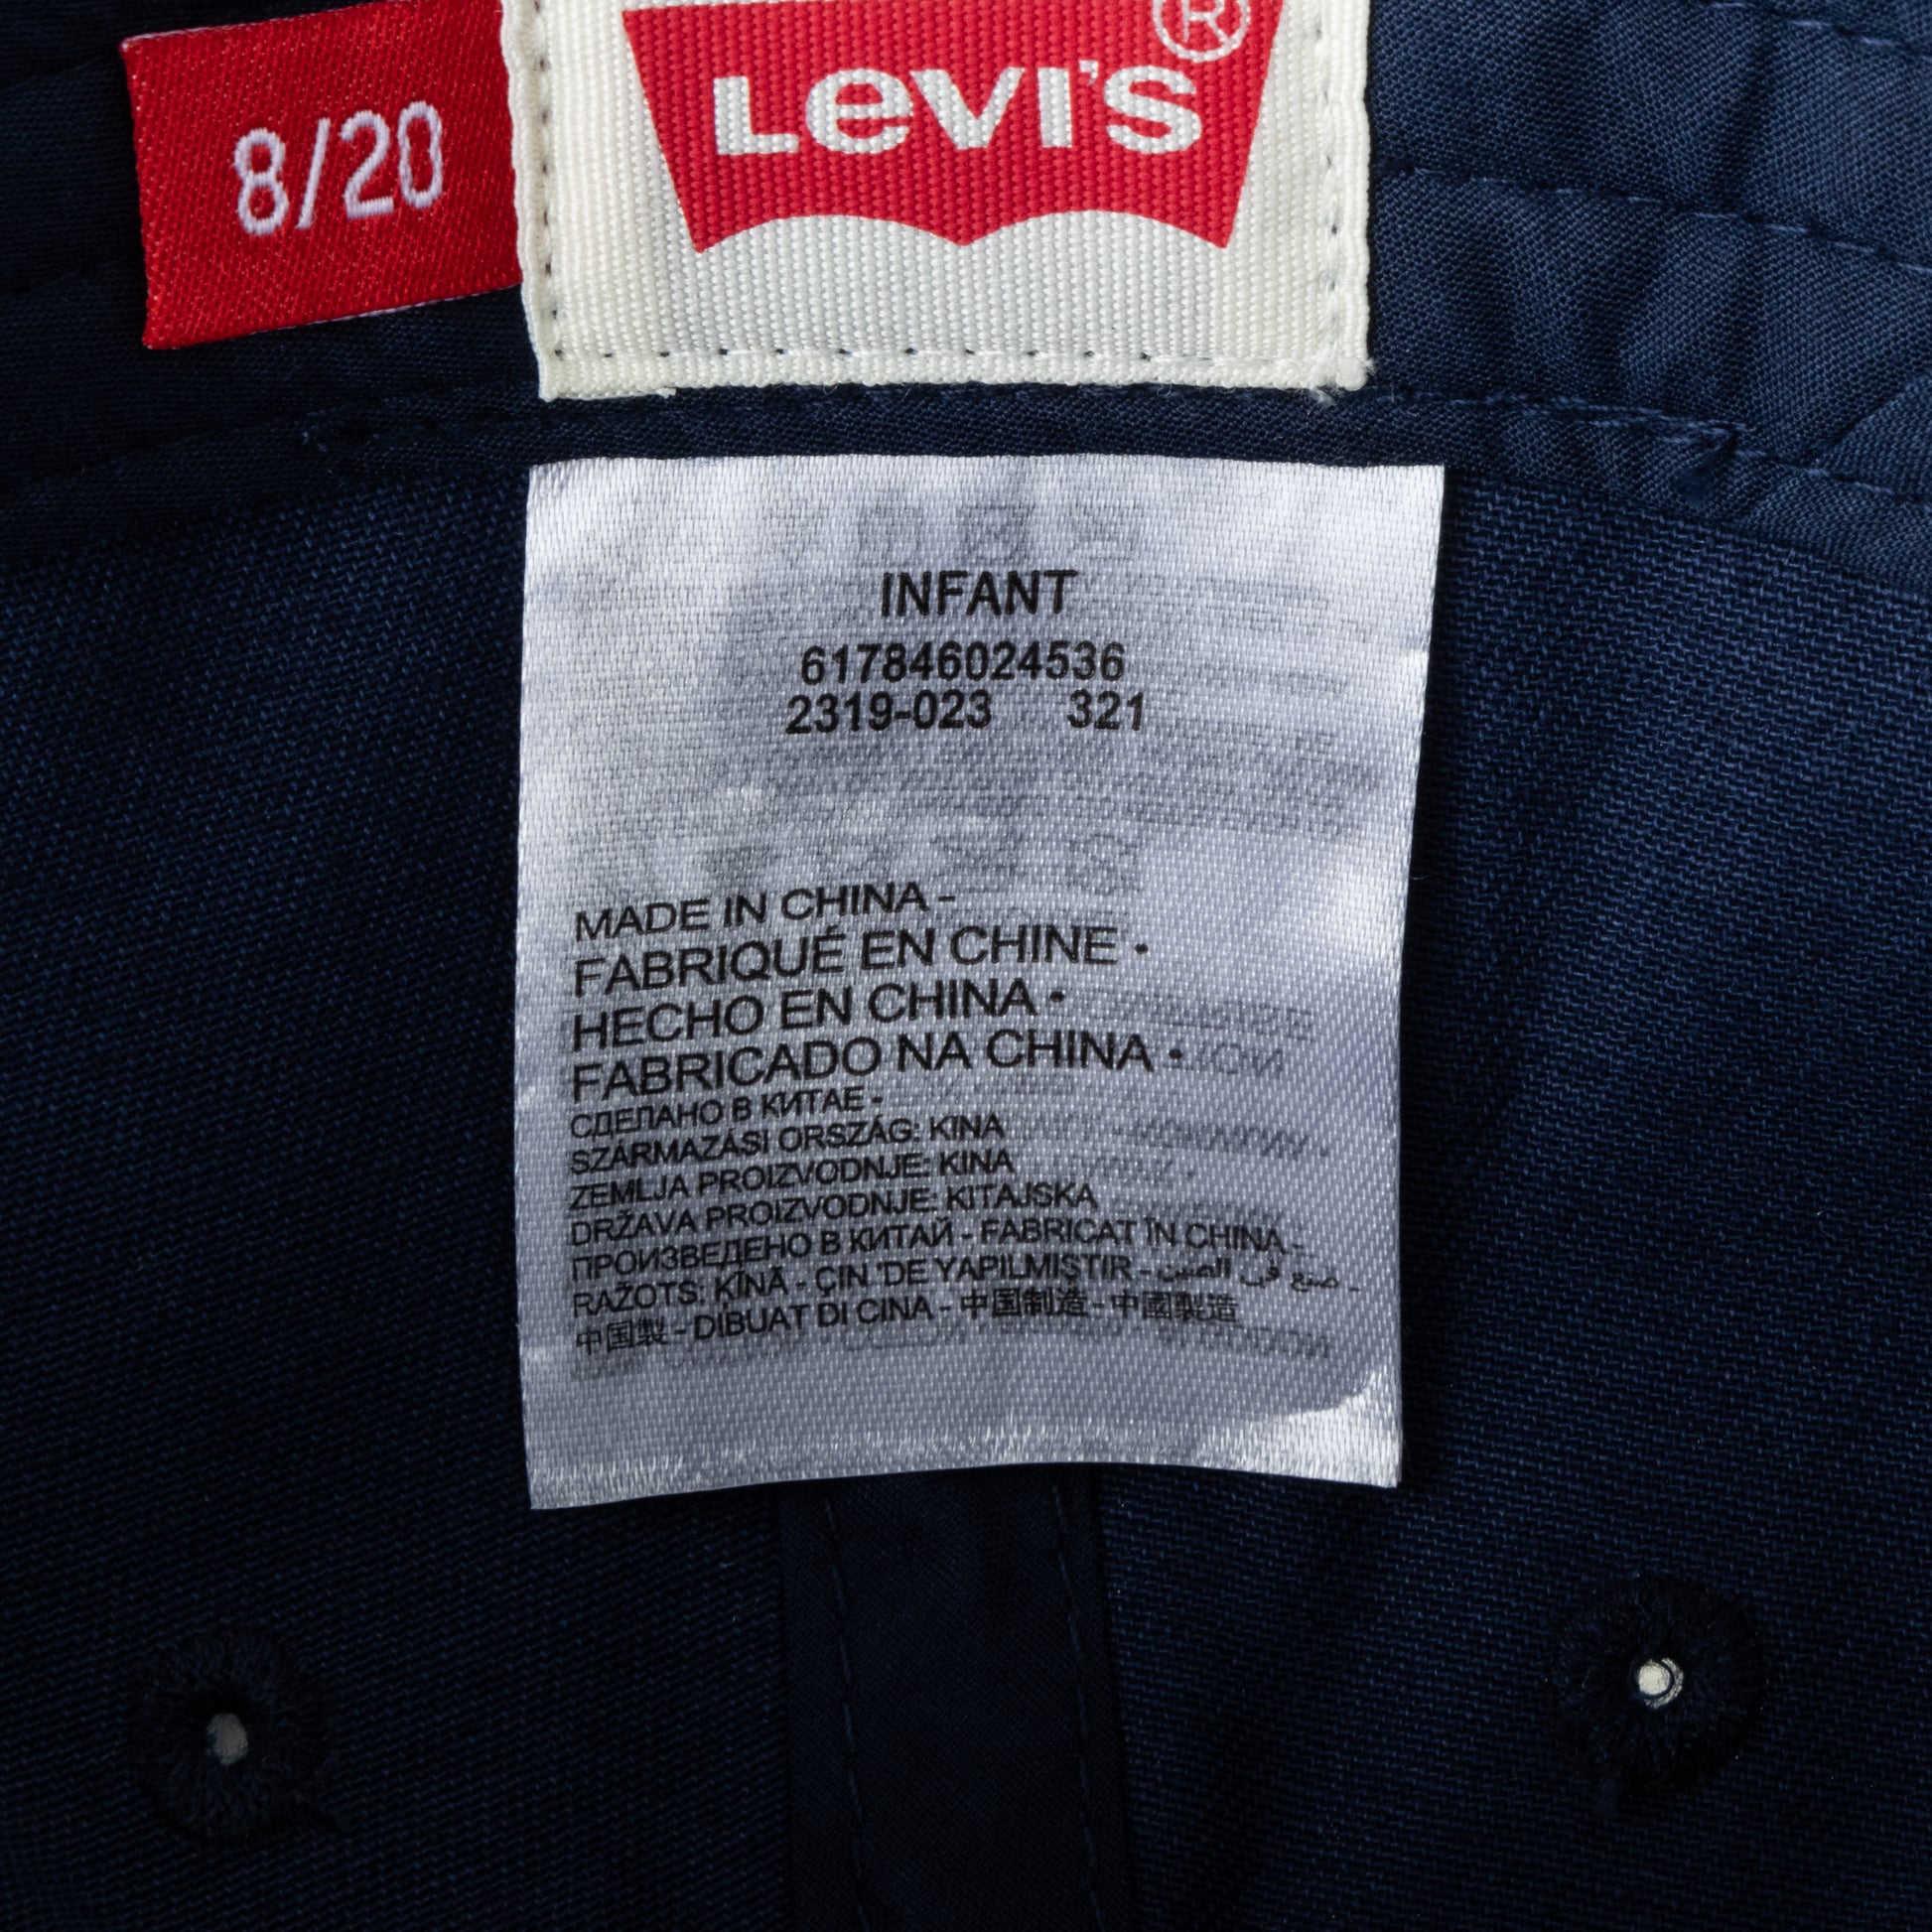 8/20
LEVI'S ®
INFANT
617846024536
2319-023 321
MADE IN CHINA -
FABRIQUÉ EN CHINE •
HECHO EN CHINA •
FABRICADO NA CHINA •
СДЕЛАНО В КИТАЕ -
SZÁRMAZÁSI ORSZÁG: KINA
ZEMLJA PROIZVODNJE: KINA
DRŽAVA PROIZVODNJE: KITAJSKA
ПРОИЗВЕДЕНО В КИТАЙ - FABRICAT ÎN CHINA -
RAŽOTS: ĶĪNĀ - ÇIN 'DE YAPILMIŞTIR - صنع في الصين -
中国製 - DIBUAT DI CINA - 中国制造 - 中國製造